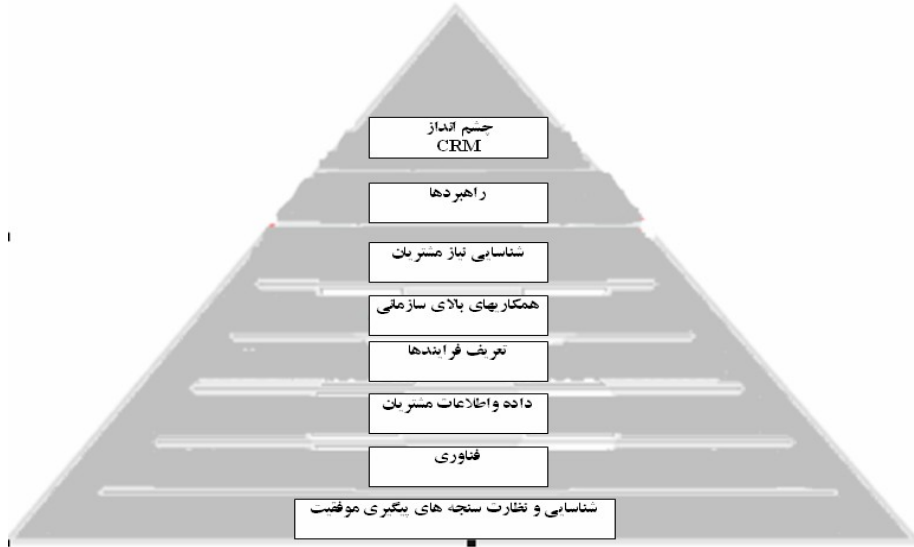 چشم انداز
CRM
راهبردها
شناسایی نیاز مشتریان
همکاریهای بالای سازمانی
تعریف فرایندها
داده واطلاعات مشتریان
فناوری
شناسایی و نظارت سنجه های پیگیری موفقیت